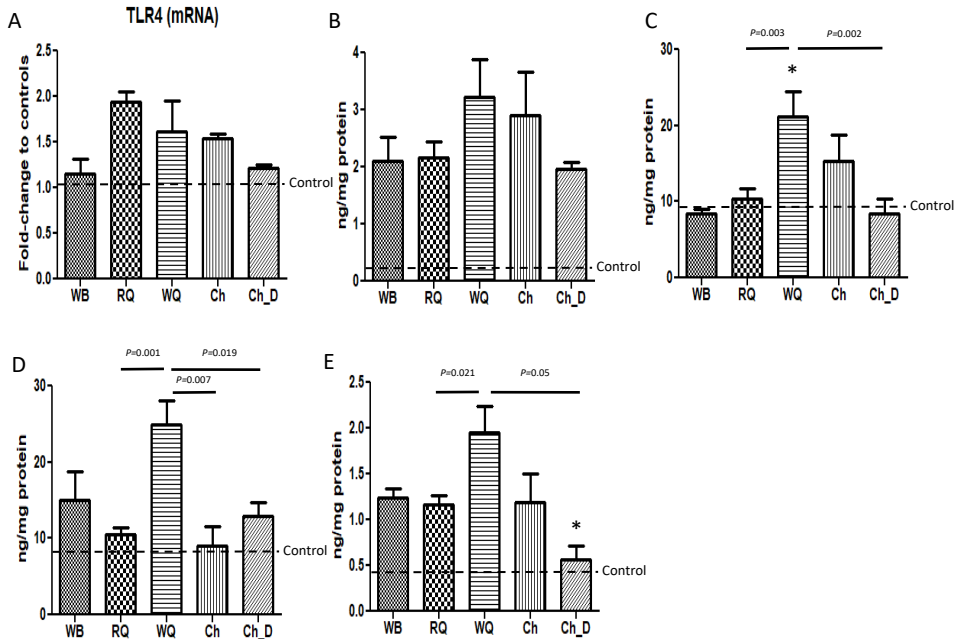 A
TLR4 (mRNA)
Fold-change to controls
2.5
2.0
1.5
1.0
0.5
0.0
Control
WB RQ WQ Ch Ch_D
B
ng/mg protein
4
3
2
1
0
Control
WB RQ WQ Ch Ch_D
C
P=0.003 P=0.002
*
ng/mg protein
30
20
10
0
Control
WB RQ WQ Ch Ch_D
D
P=0.001 P=0.019
P=0.007
ng/mg protein
30
20
10
0
Control
WB RQ WQ Ch Ch_D
E
P=0.021 P=0.05
*
ng/mg protein
2.5
2.0
1.5
1.0
0.5
0.0
Control
WB RQ WQ Ch Ch_D